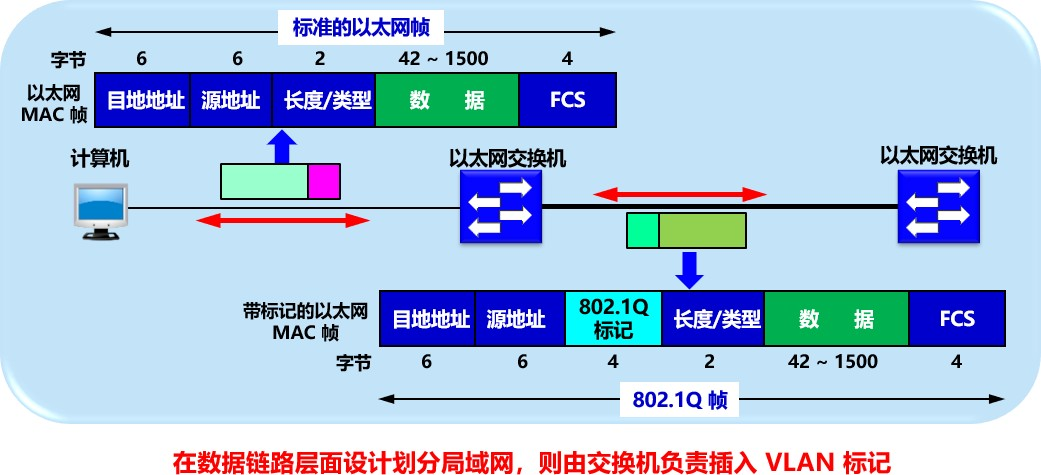 标准的以太网帧
字节 6 6 2 42 ~ 1500 4
以太网
MAC 帧
目地地址 源地址 长度/类型 数 据 FCS
计算机 以太网交换机 以太网交换机
带标记的以太网
MAC 帧
目地地址 源地址 802.1Q
标记 长度/类型 数 据 FCS
字节 6 6 4 2 42 ~ 1500 4
802.1Q 帧
在数据链路层面设计划分局域网，则由交换机负责插入 VLAN 标记